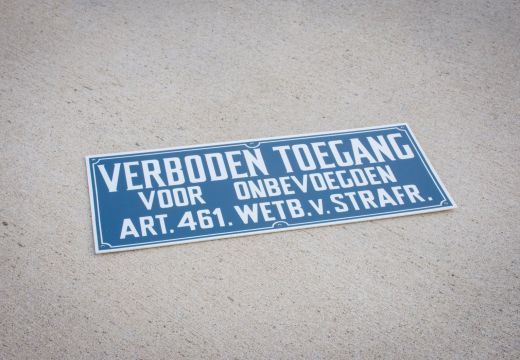 VERBODEN TOEGANG
VOOR ONBEVOEGDEN
ART. 461. WETB. V. STRAFR.